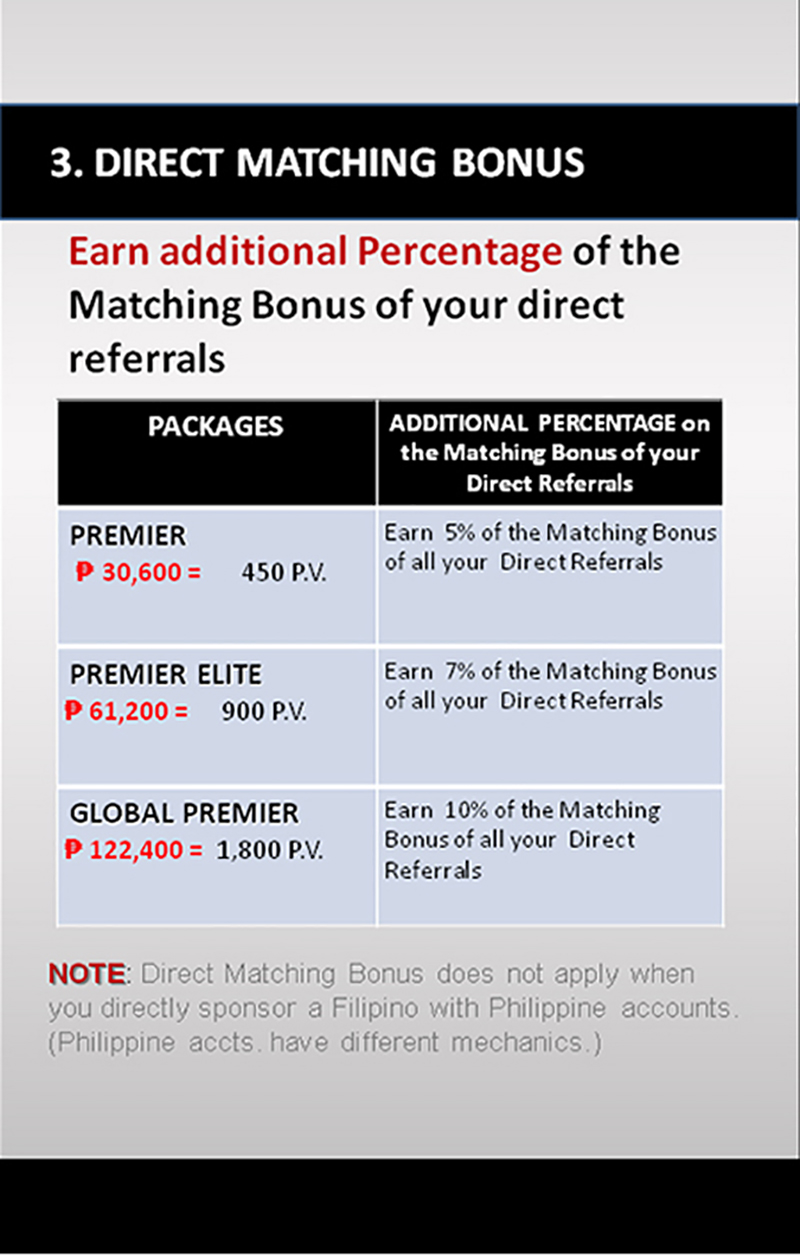 3. DIRECT MATCHING BONUS
Earn additional Percentage of the
Matching Bonus of your direct
referrals
PACKAGES
ADDITIONAL PERCENTAGE on
the Matching Bonus of your
Direct Referrals
PREMIER
₱ 30,600 = 450 P.V.
Earn 5% of the Matching Bonus
of all your Direct Referrals
PREMIER ELITE
₱ 61,200 = 900 P.V.
Earn 7% of the Matching Bonus
of all your Direct Referrals
GLOBAL PREMIER
₱ 122,400 = 1,800 P.V.
Earn 10% of the Matching
Bonus of all your Direct
Referrals
NOTE: Direct Matching Bonus does not apply when
you directly sponsor a Filipino with Philippine accounts.
(Philippine accts. have different mechanics.)